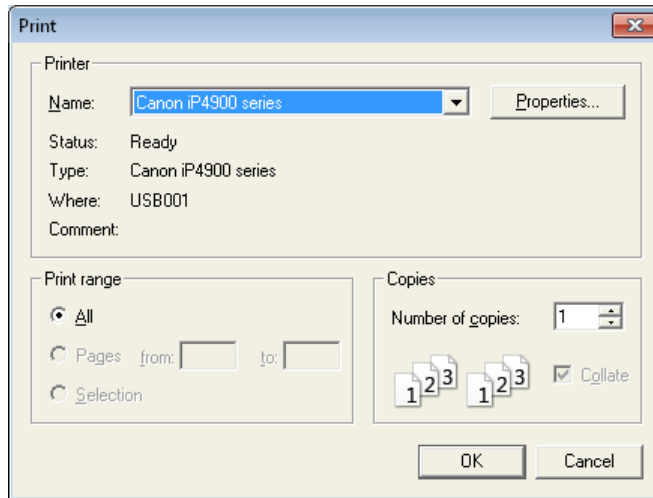 Print
Printer
Name: Canon iP4900 series Properties...
Status: Ready
Type: Canon iP4900 series
Where: USB001
Comment:
Print range
All
Pages from: to:
Selection
Copies
Number of copies: 1
1 2 3 1 2 3 Collate
OK Cancel